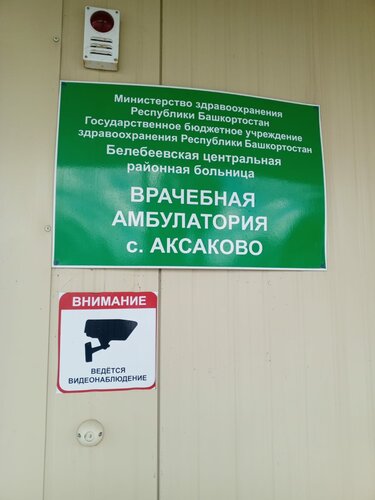 Министерство здравоохранения
Республики Башкортостан
Государственное бюджетное учреждение
здравоохранения Республики Башкортостан
Белебеевская центральная
районная больница
ВРАЧЕБНАЯ
АМБУЛАТОРИЯ
с. АКСАКОВО
ВНИМАНИЕ
ВЕДЁТСЯ
ВИДЕОНАБЛЮДЕНИЕ